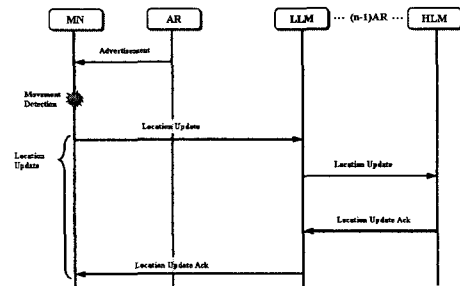 MN AR LLM ··· (n-1)AR ··· HLM
Advertisement
Movement
Detection
Location Update
Location
Update
Location Update
Location Update Ack
Location Update Ack